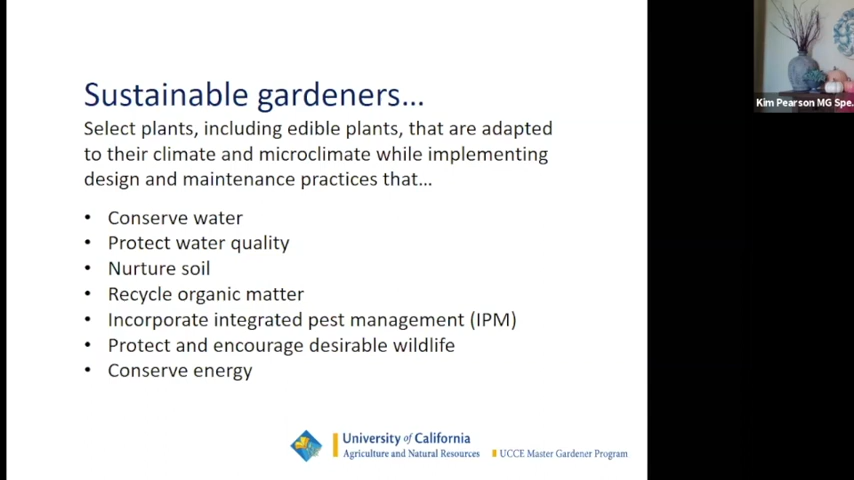 Sustainable gardeners...
Select plants, including edible plants, that are adapted
to their climate and microclimate while implementing
design and maintenance practices that...
• Conserve water
• Protect water quality
• Nurture soil
• Recycle organic matter
• Incorporate integrated pest management (IPM)
• Protect and encourage desirable wildlife
• Conserve energy
University of California
Agriculture and Natural Resources
UCCE Master Gardener Program
Kim Pearson MG Spe...